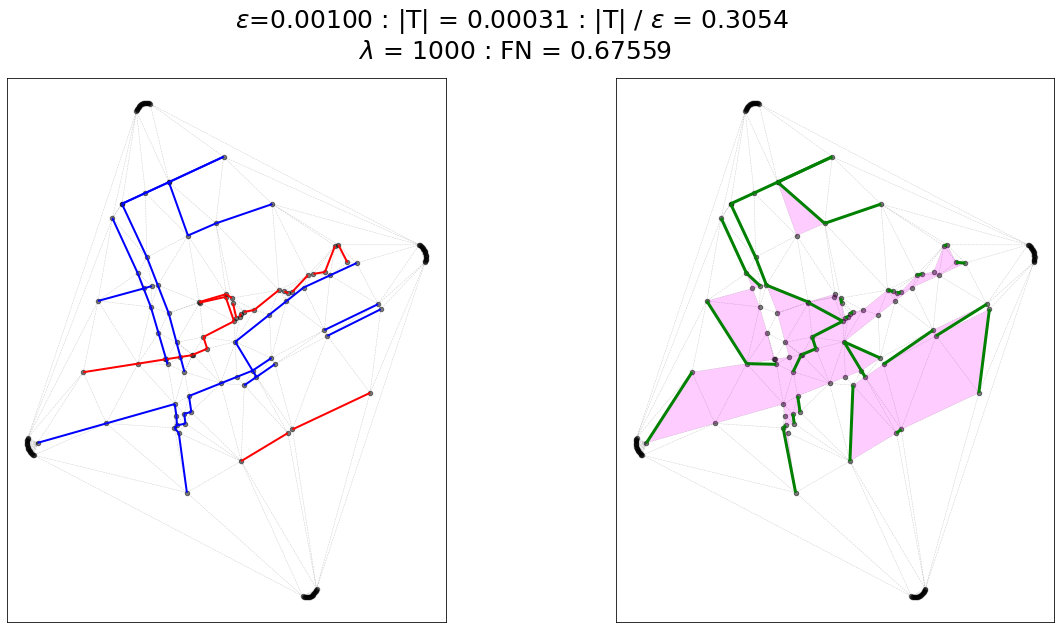 ε=0.00100 : |T| = 0.00031 : |T| / ε = 0.3054
λ = 1000 : FN = 0.67559